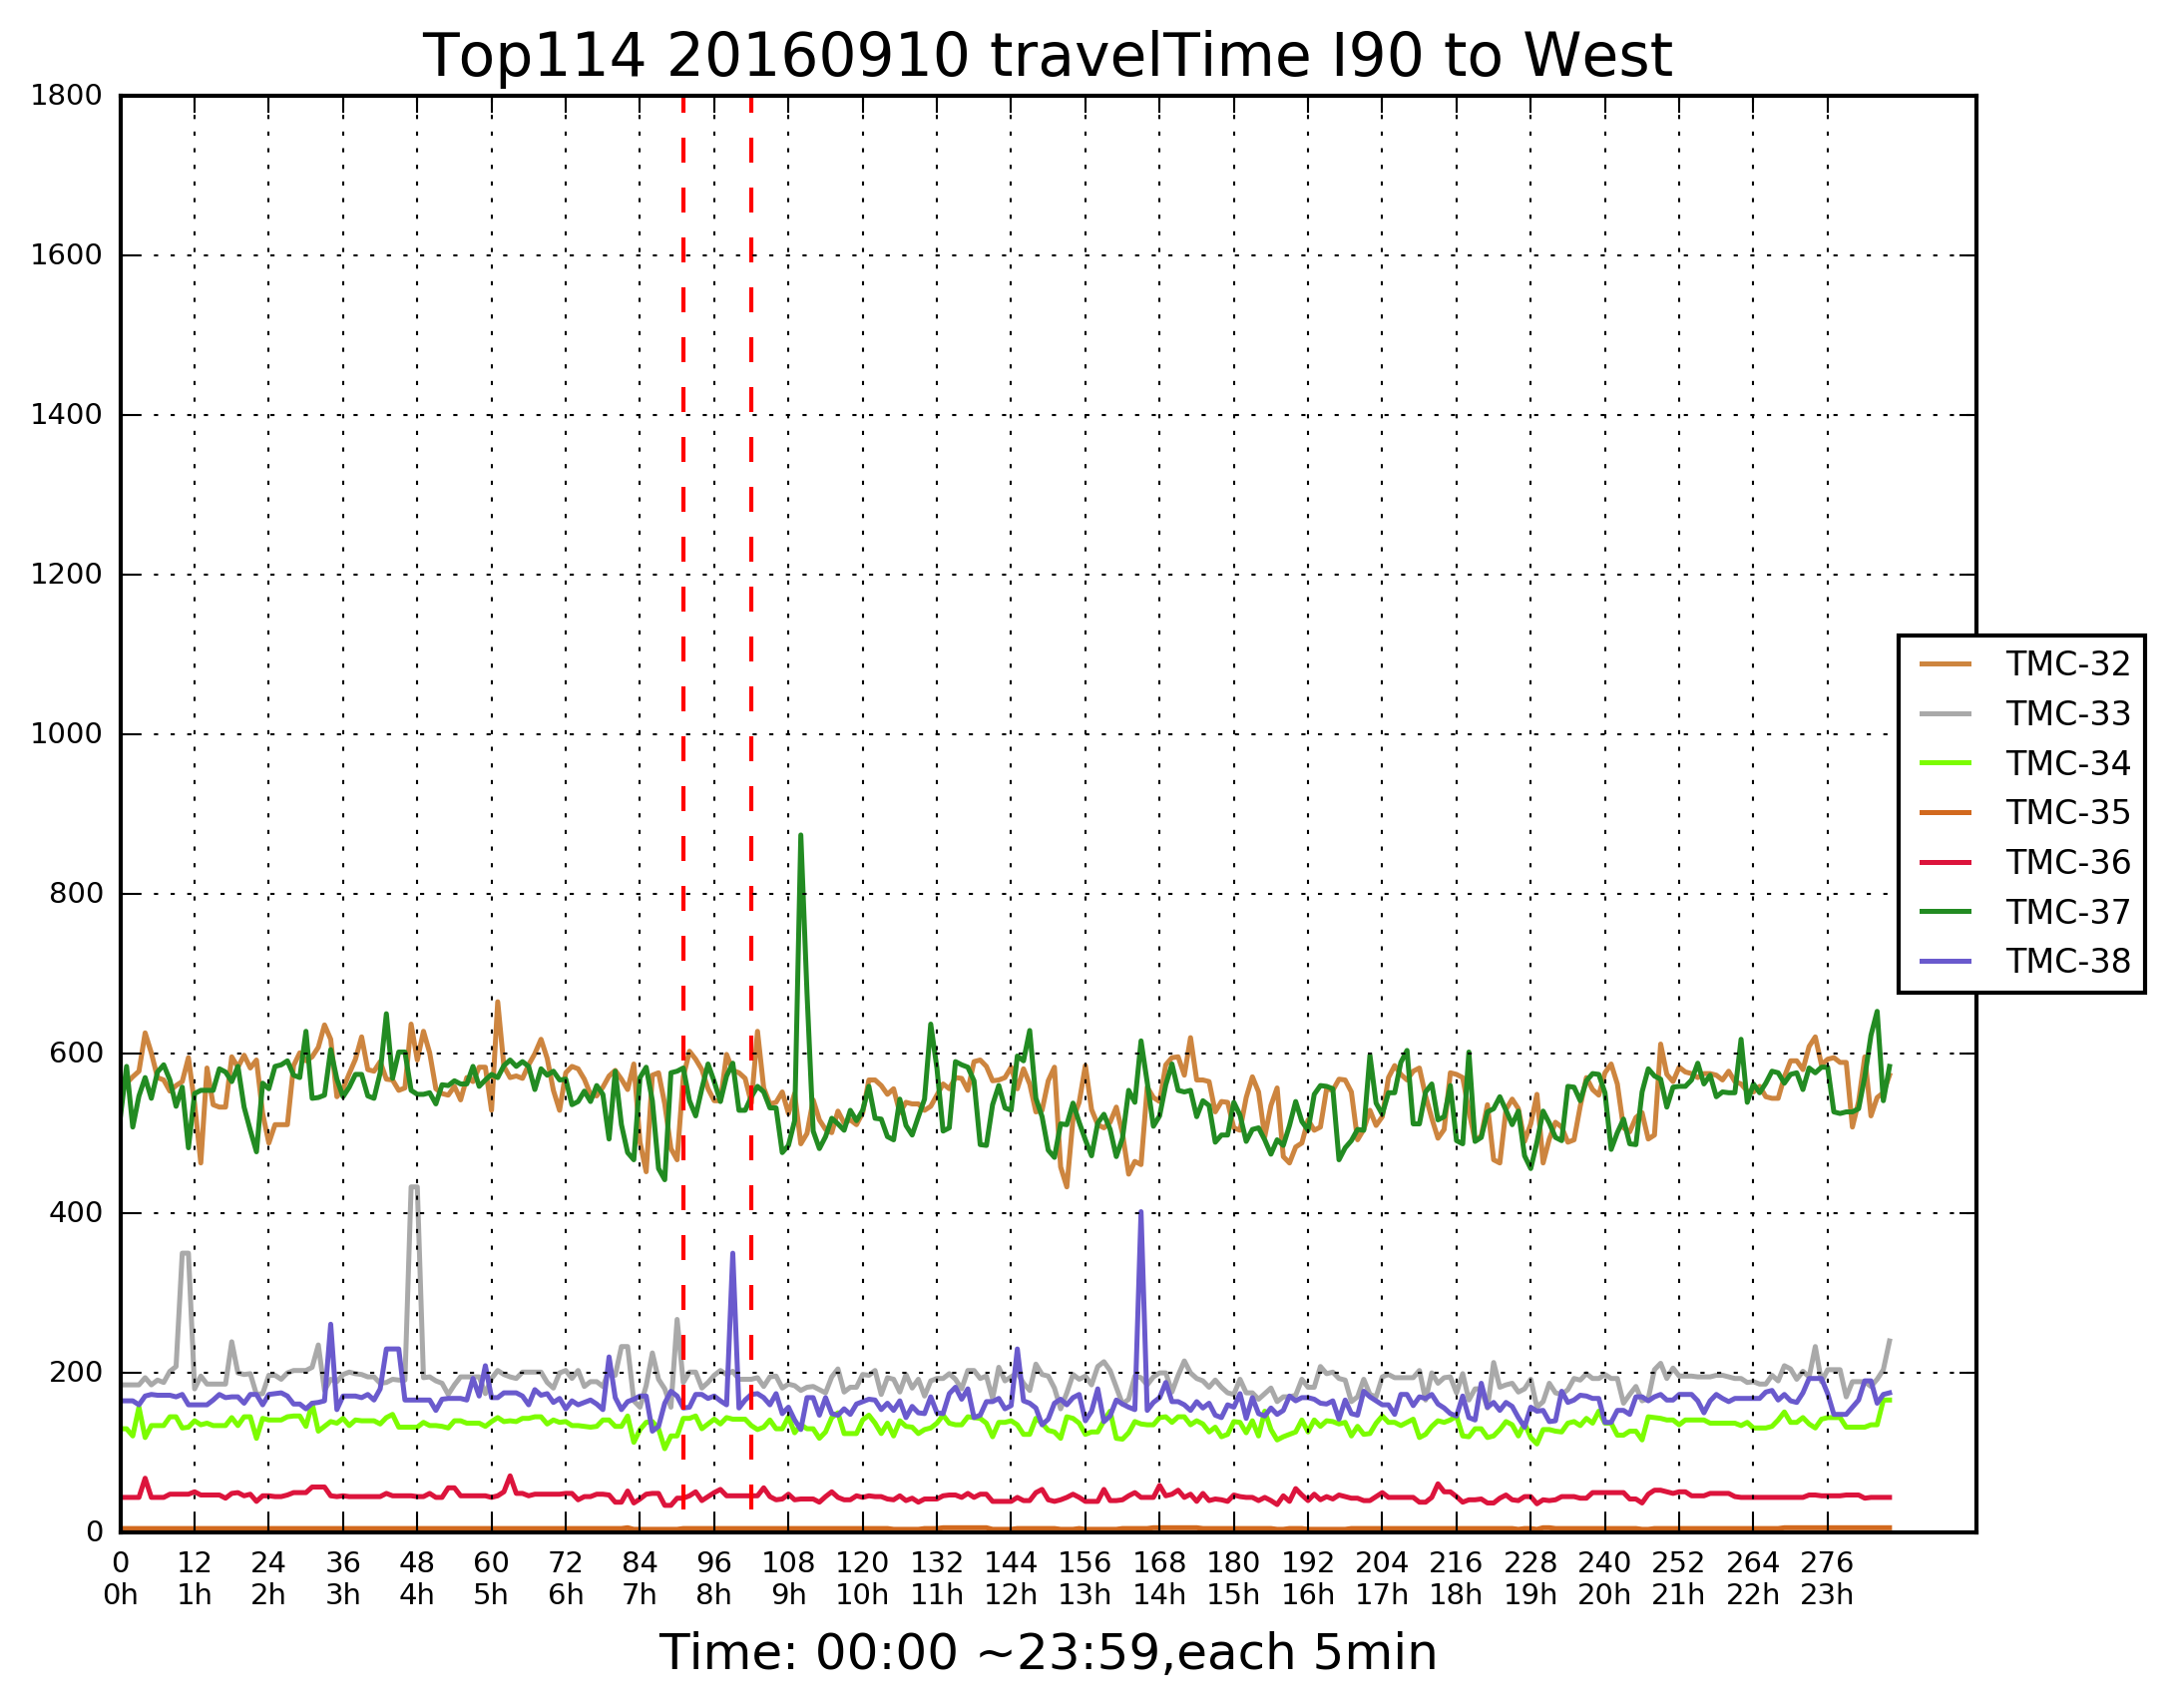 Top114 20160910 travelTime I90 to West
1800
1600
1400
1200
1000
800
600
400
200
0
TMC-32
TMC-33
TMC-34
TMC-35
TMC-36
TMC-37
TMC-38
0 12 24 36 48 60 72 84 96 108 120 132 144 156 168 180 192 204 216 228 240 252 264 276
0h 1h 2h 3h 4h 5h 6h 7h 8h 9h 10h 11h 12h 13h 14h 15h 16h 17h 18h 19h 20h 21h 22h 23h
Time: 00:00 ~23:59,each 5min